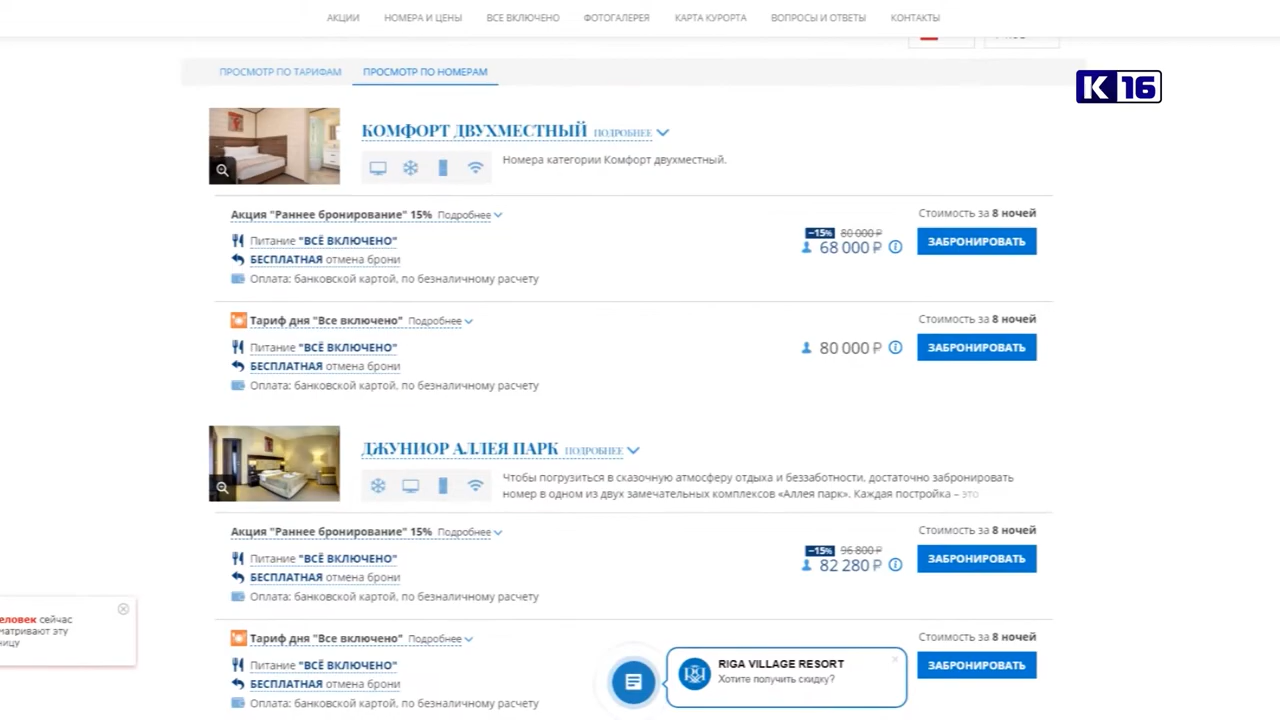 АКЦИИ НОМЕРА И ЦЕНЫ ВСЕ ВКЛЮЧЕНО ФОТОГАЛЕРЕЯ КАРТА КУРОРТА ВОПРОСЫ И ОТВЕТЫ КОНТАКТЫ
ПРОСМОТР ПО ТАРИФАМ ПРОСМОТР ПО НОМЕРАМ
К 16
КОМФОРТ ДВУХМЕСТНЫЙ ПОДРОБНЕЕ
Номера категории Комфорт двухместный.
Акция "Раннее бронирование" 15% Подробнее
Стоимость за 8 ночей
Питание "ВСЁ ВКЛЮЧЕНО"
−15% 80 000 ₽
68 000 ₽
ЗАБРОНИРОВАТЬ
БЕСПЛАТНАЯ отмена брони
Оплата: банковской картой, по безналичному расчету
Тариф дня "Все включено" Подробнее
Стоимость за 8 ночей
Питание "ВСЁ ВКЛЮЧЕНО"
80 000 ₽
ЗАБРОНИРОВАТЬ
БЕСПЛАТНАЯ отмена брони
Оплата: банковской картой, по безналичному расчету
ДЖУНИОР АЛЛЕЯ ПАРК ПОДРОБНЕЕ
Чтобы погрузиться в сказочную атмосферу отдыха и беззаботности, достаточно забронировать
номер в одном из двух замечательных комплексов «Аллея парк». Каждая постройка – это
Акция "Раннее бронирование" 15% Подробнее
Стоимость за 8 ночей
Питание "ВСЁ ВКЛЮЧЕНО"
−15% 96 800 ₽
82 280 ₽
ЗАБРОНИРОВАТЬ
БЕСПЛАТНАЯ отмена брони
Оплата: банковской картой, по безналичному расчету
еловек сейчас
матривают эту
ницу
Тариф дня "Все включено" Подробнее
Стоимость за 8 ночей
Питание "ВСЁ ВКЛЮЧЕНО"
ЗАБРОНИРОВАТЬ
БЕСПЛАТНАЯ отмена брони
Оплата: банковской картой, по безналичному расчету
RIGA VILLAGE RESORT
Хотите получить скидку?